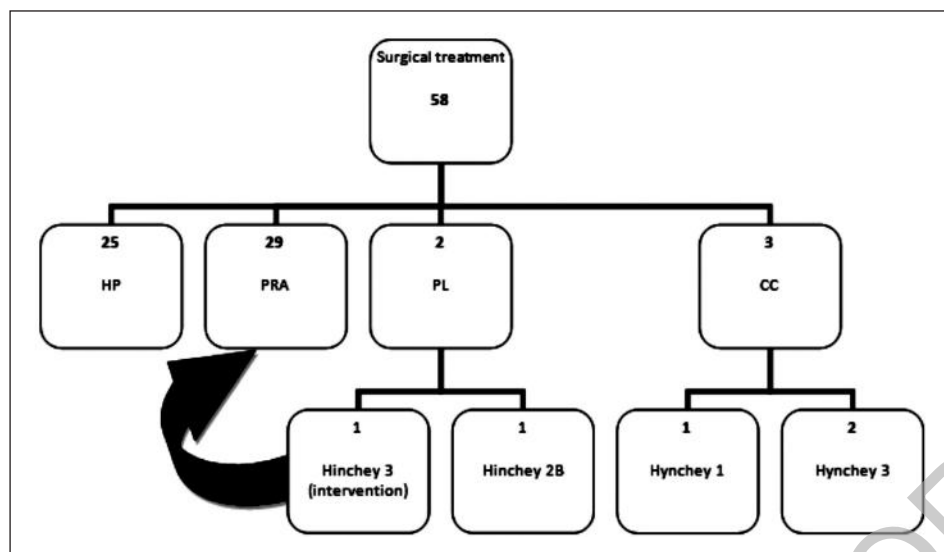 Surgical treatment
58
25
HP
29
PRA
2
PL
3
CC
1
Hinchey 3
(intervention)
1
Hinchey 2B
1
Hynchey 1
2
Hynchey 3